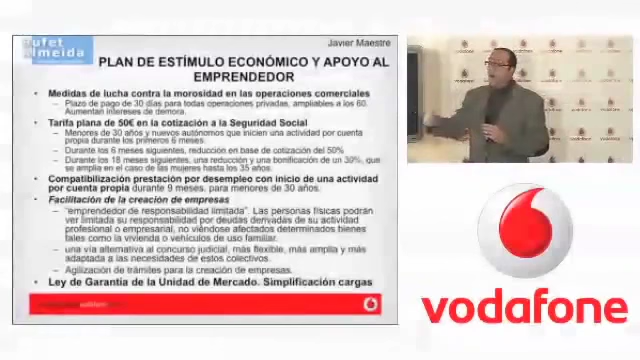 Bufet
Almeida
Javier Maestre
PLAN DE ESTÍMULO ECONÓMICO Y APOYO AL
EMPRENDEDOR
• Medidas de lucha contra la morosidad en las operaciones comerciales
– Plazo de pago de 30 días para todas operaciones privadas, ampliables a los 60.
Aumentan intereses de demora.
• Tarifa plana de 50€ en la cotización a la Seguridad Social
– Menores de 30 años y nuevos autónomos que inicien una actividad por cuenta
propia durante los primeros 6 meses.
– Durante los 6 meses siguientes, reducción en base de cotización del 50%
– Durante los 18 meses siguientes, una reducción y una bonificación de un 30%, que
se amplía en el caso de las mujeres hasta los 35 años.
• Compatibilización prestación por desempleo con inicio de una actividad
por cuenta propia durante 9 meses, para menores de 30 años.
• Facilitación de la creación de empresas
– "emprendedor de responsabilidad limitada". Las personas físicas podrán
ver limitada su responsabilidad por deudas derivadas de su actividad
profesional o empresarial, no viéndose afectados determinados bienes
tales como la vivienda o vehículos de uso familiar.
– una vía alternativa al concurso judicial, más flexible, más amplia y más
adaptada a las necesidades de estos colectivos.
– Agilización de trámites para la creación de empresas.
• Ley de Garantía de la Unidad de Mercado. Simplificación cargas
vodafone